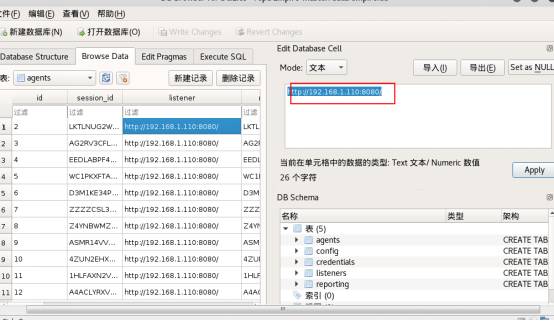 文件(F) 编辑(E) 查看(V) 帮助(H)
新建数据库(N) 打开数据库(O) Write Changes Revert Changes
Database Structure Browse Data Edit Pragmas Execute SQL
表: agents 新建记录 删除记录
id session_id listener
过滤 过滤 过滤 过滤
1 2 LKTLNUG2W... http://192.168.1.110:8080/ LKTLN
2 3 AG2RV3CFL... http://192.168.1.110:8080/ AG2R
3 4 EEDLABPF4... http://192.168.1.110:8080/ EEDL
4 5 WC1PKXFTA... http://192.168.1.110:8080/ WC1P
5 6 D3M1KE34P... http://192.168.1.110:8080/ D3M1
6 7 ZZZZCSL3... http://192.168.1.110:8080/ ZZZZ
7 8 Z4YNBWMZ... http://192.168.1.110:8080/ Z4YN
8 9 ASMR14VV... http://192.168.1.110:8080/ ASMR
9 10 4ZUN2EHX... http://192.168.1.110:8080/ 4ZUN
10 11 1HLFAXN2V... http://192.168.1.110:8080/ 1HLF
11 12 A4ACLYRXV... http://192.168.1.110:8080/ A4AC
Edit Database Cell
Mode: 文本 导入(I) 导出(E) Set as NULL
http://192.168.1.110:8080/
当前在单元格中的数据的类型: Text 文本/ Numeric 数值
26 个字符
Apply
DB Schema
名称 类型 架构
表 (5)
agents CREATE TAB
config CREATE TAB
credentials CREATE TAB
listeners CREATE TAB
reporting CREATE TAB
索引 (0)